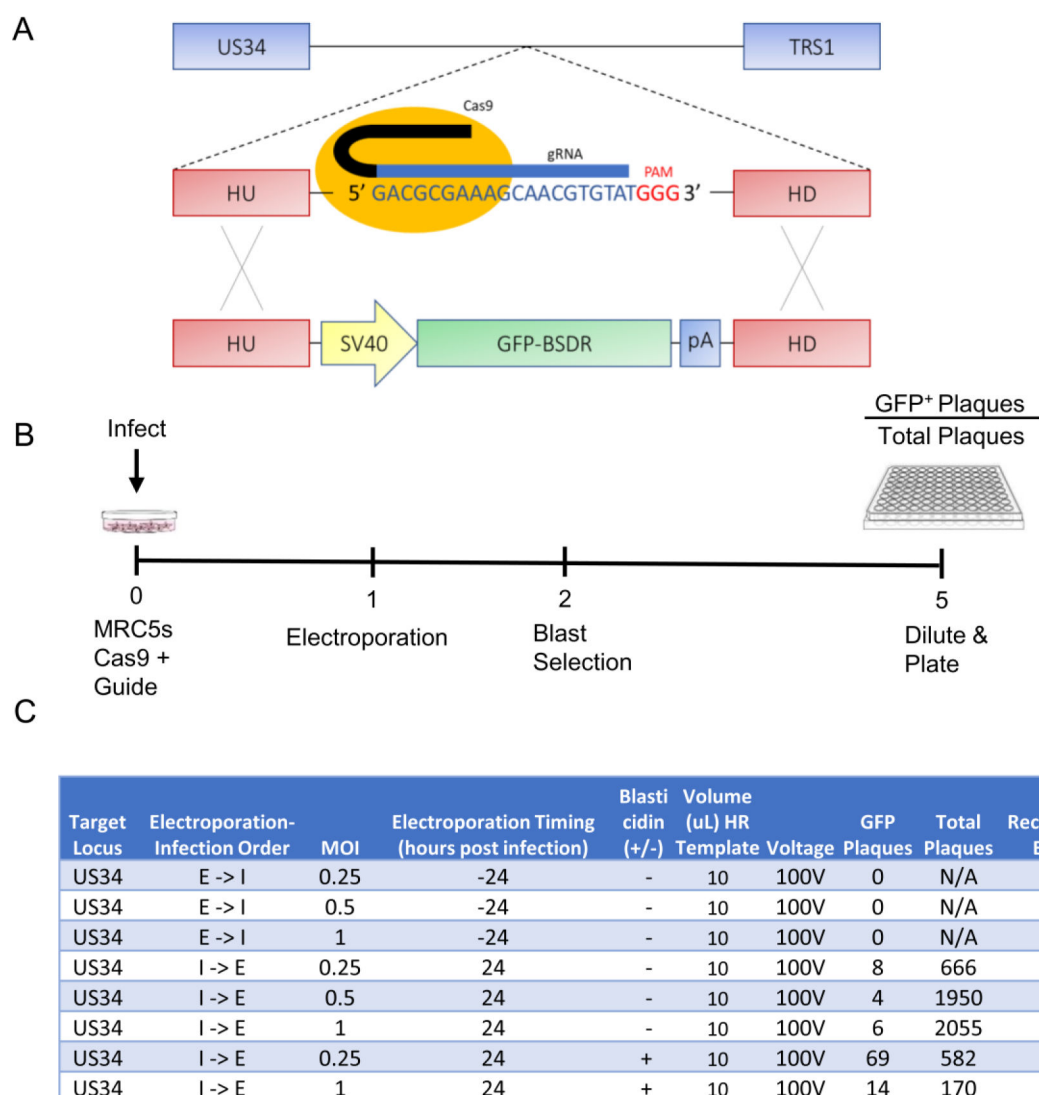 A
US34
TRS1
Cas9
gRNA
PAM
HU
5’ GACGCGAAAGCAACGTGTATGGG 3’
HD
HU
SV40
GFP-BSDR
pA
HD
B
Infect
GFP+ Plaques
Total Plaques
0
1
2
5
MRC5s
Cas9 +
Guide
Electroporation
Blast
Selection
Dilute &
Plate
C
Target Locus Electroporation-Infection Order MOI Electroporation Timing (hours post infection) Blasti cidin (+/-) Volume (uL) HR Template Voltage GFP Plaques Total Plaques
US34 E -> I 0.25 -24 - 10 100V 0 N/A
US34 E -> I 0.5 -24 - 10 100V 0 N/A
US34 E -> I 1 -24 - 10 100V 0 N/A
US34 I -> E 0.25 24 - 10 100V 8 666
US34 I -> E 0.5 24 - 10 100V 4 1950
US34 I -> E 1 24 - 10 100V 6 2055
US34 I -> E 0.25 24 + 10 100V 69 582
US34 I -> E 1 24 + 10 100V 14 170